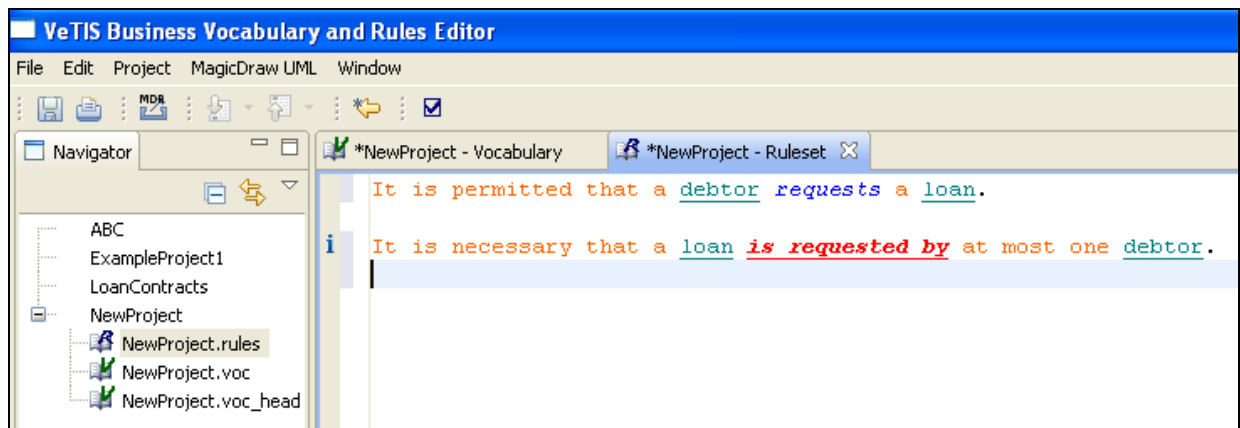 VeTIS Business Vocabulary and Rules Editor
File Edit Project MagicDraw UML Window
MDR
Navigator
*NewProject - Vocabulary
*NewProject - Ruleset
ABC
ExampleProject1
LoanContracts
NewProject
NewProject.rules
NewProject.voc
NewProject.voc_head
It is permitted that a debtor requests a loan.
i
It is necessary that a loan is requested by at most one debtor.